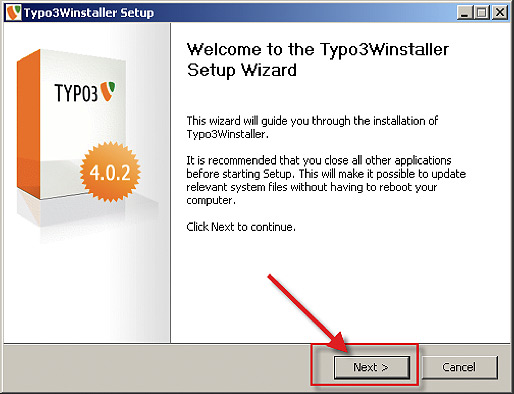 Typo3Winstaller Setup
Welcome to the Typo3Winstaller
Setup Wizard
TYPO3
4.0.2
This wizard will guide you through the installation of
Typo3Winstaller.
It is recommended that you close all other applications
before starting Setup. This will make it possible to update
relevant system files without having to reboot your
computer.
Click Next to continue.
Next >
Cancel